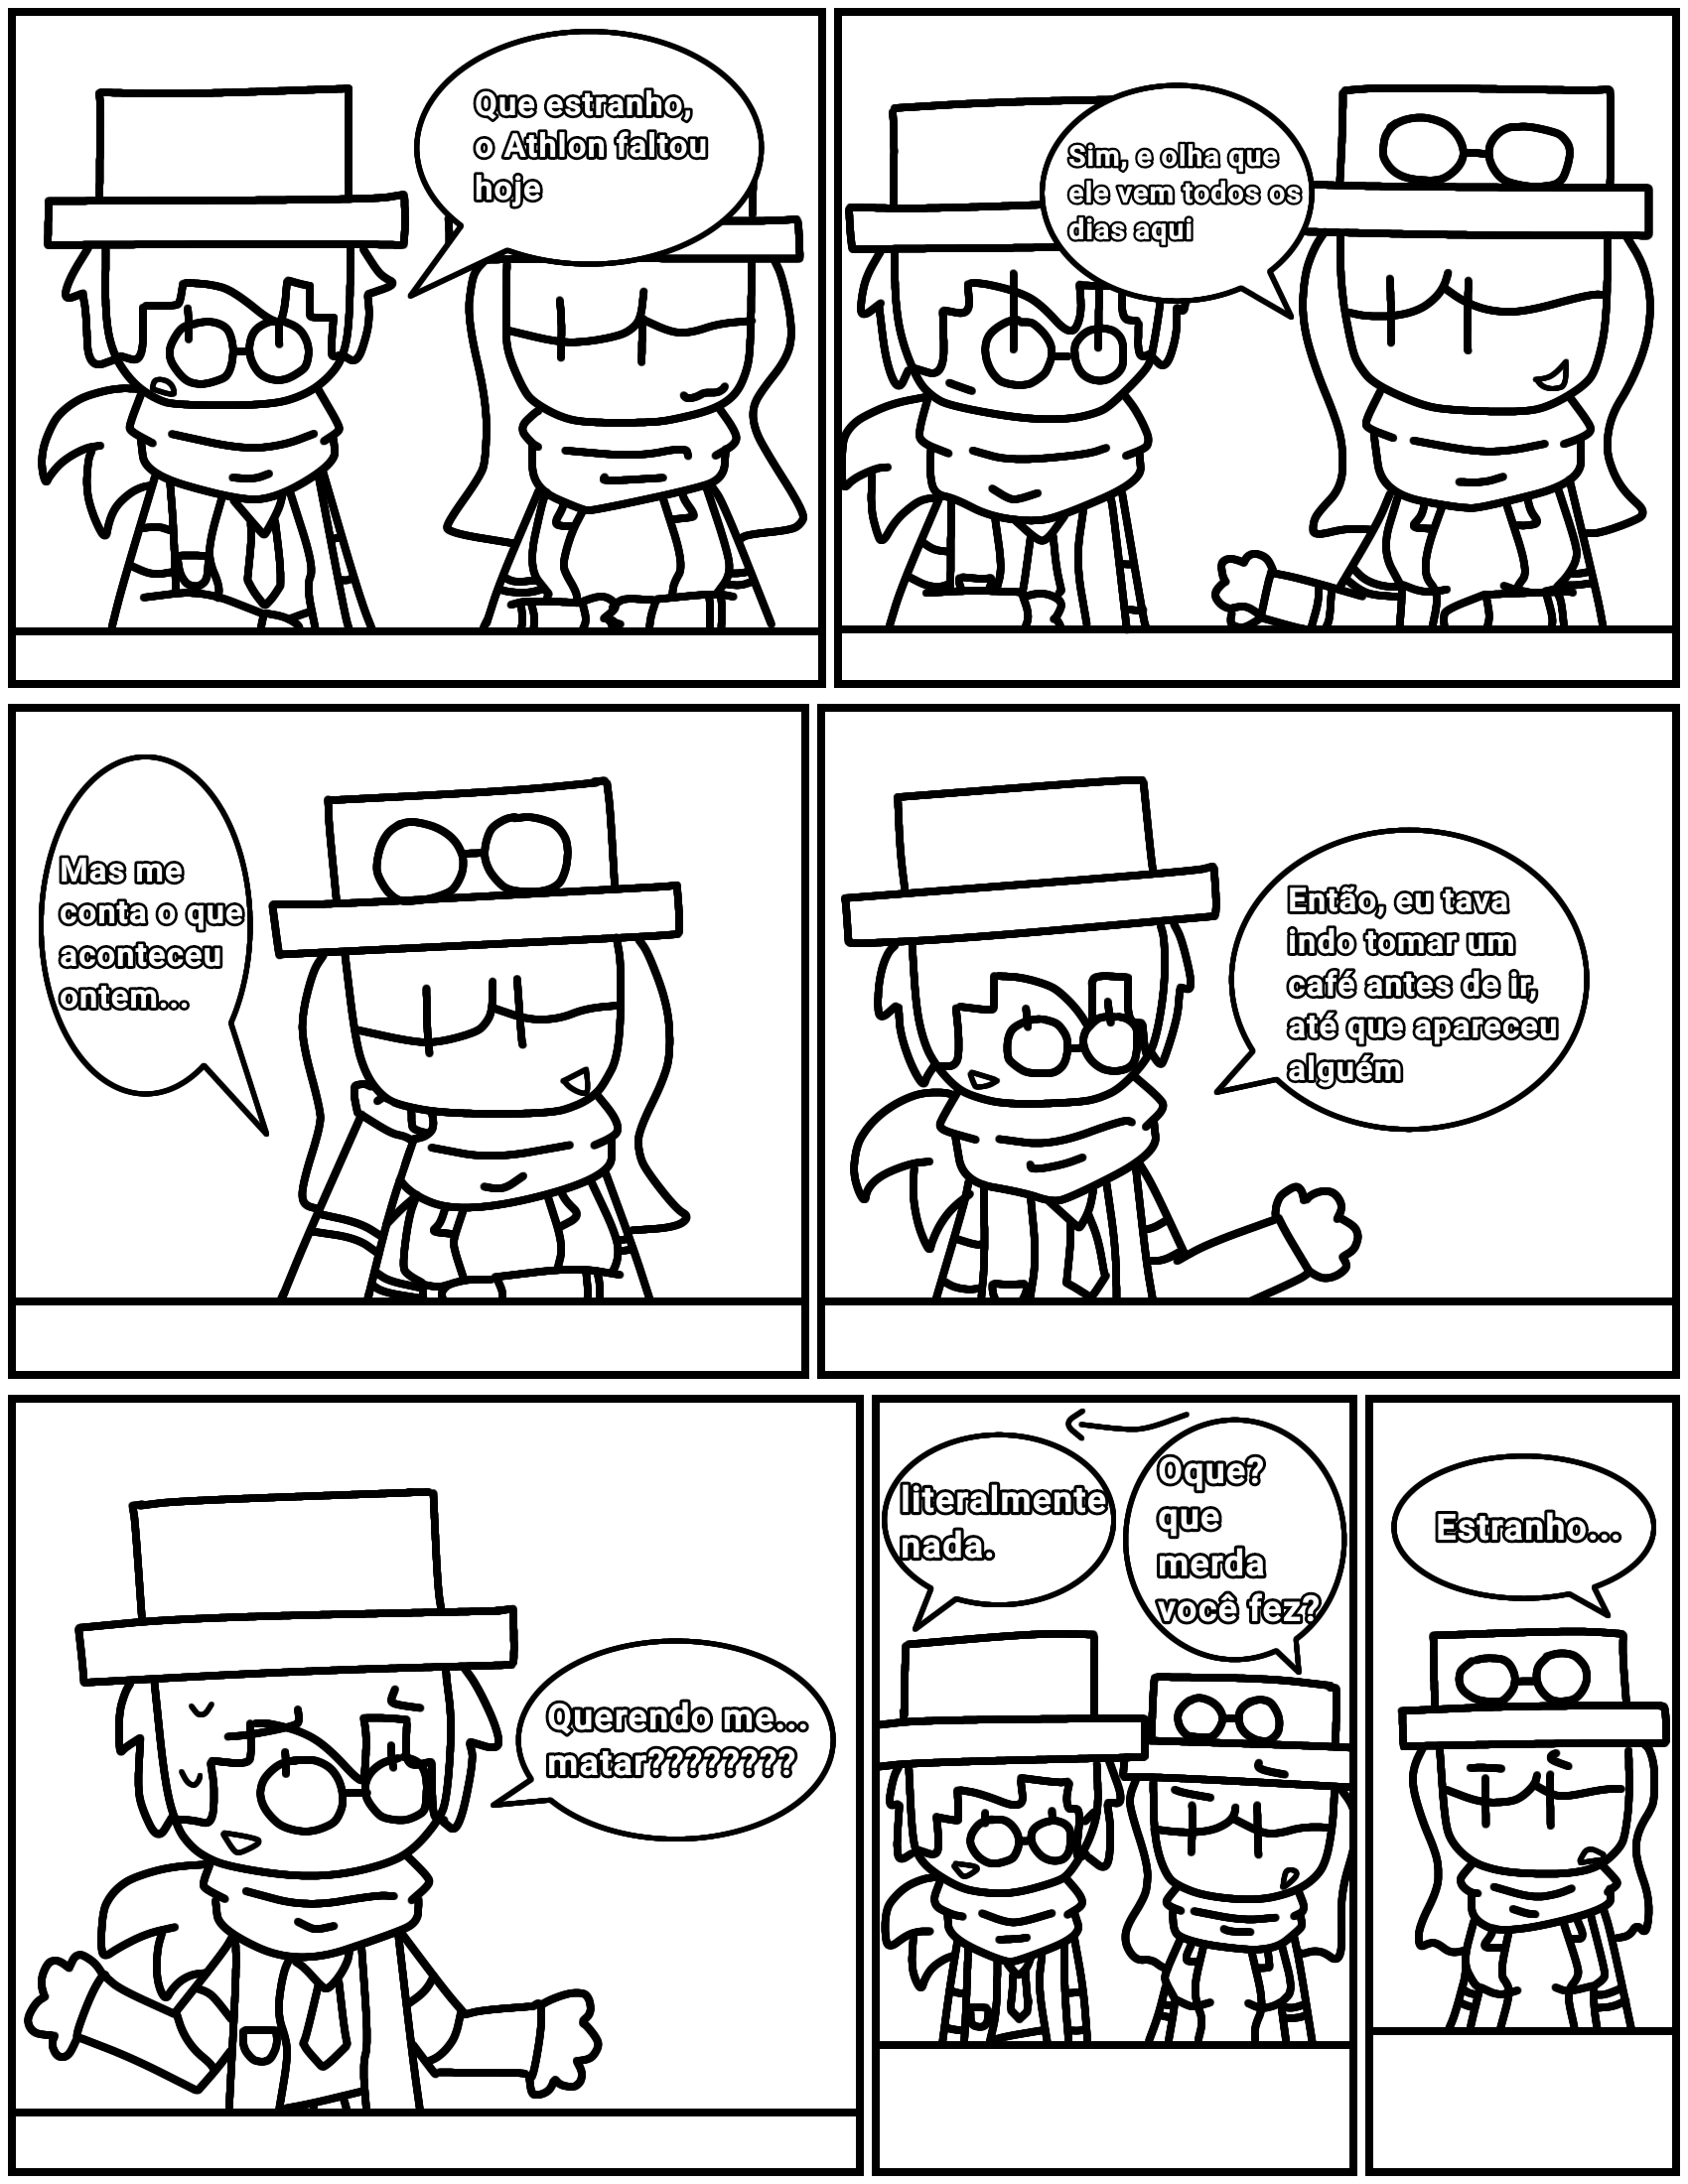 Que estranho,
o Athlon faltou
hoje
Sim, e olha que
ele vem todos os
dias aqui
Mas me
conta o que
aconteceu
ontem...
Então, eu tava
indo tomar um
café antes de ir,
até que apareceu
alguém
Querendo me...
matar????????
Oque?
que
merda
você fez?
literalmente
nada.
Estranho...